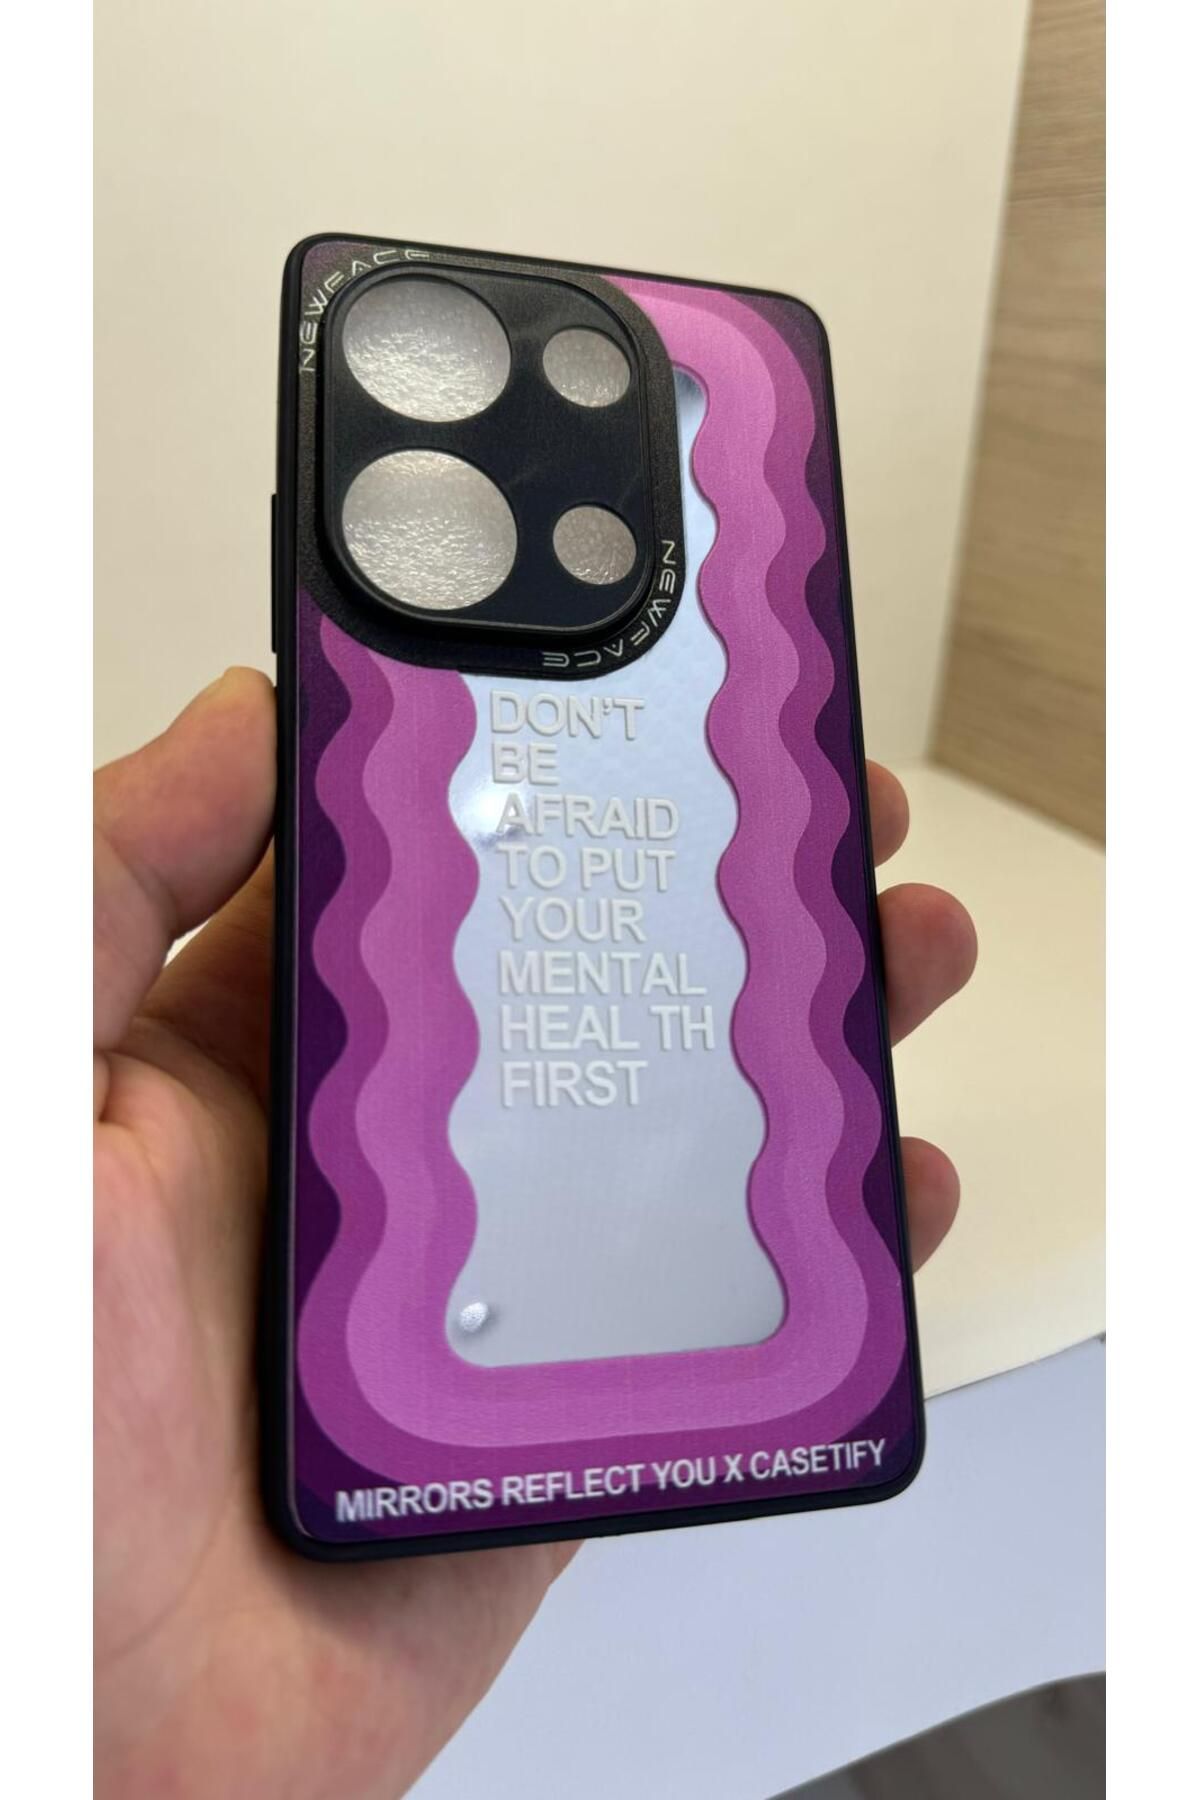 NEWFACE
NEWFACE
DON'T
BE
AFRAID
TO PUT
YOUR
MENTAL
HEAL TH
FIRST
MIRRORS REFLECT YOU X CASETIFY